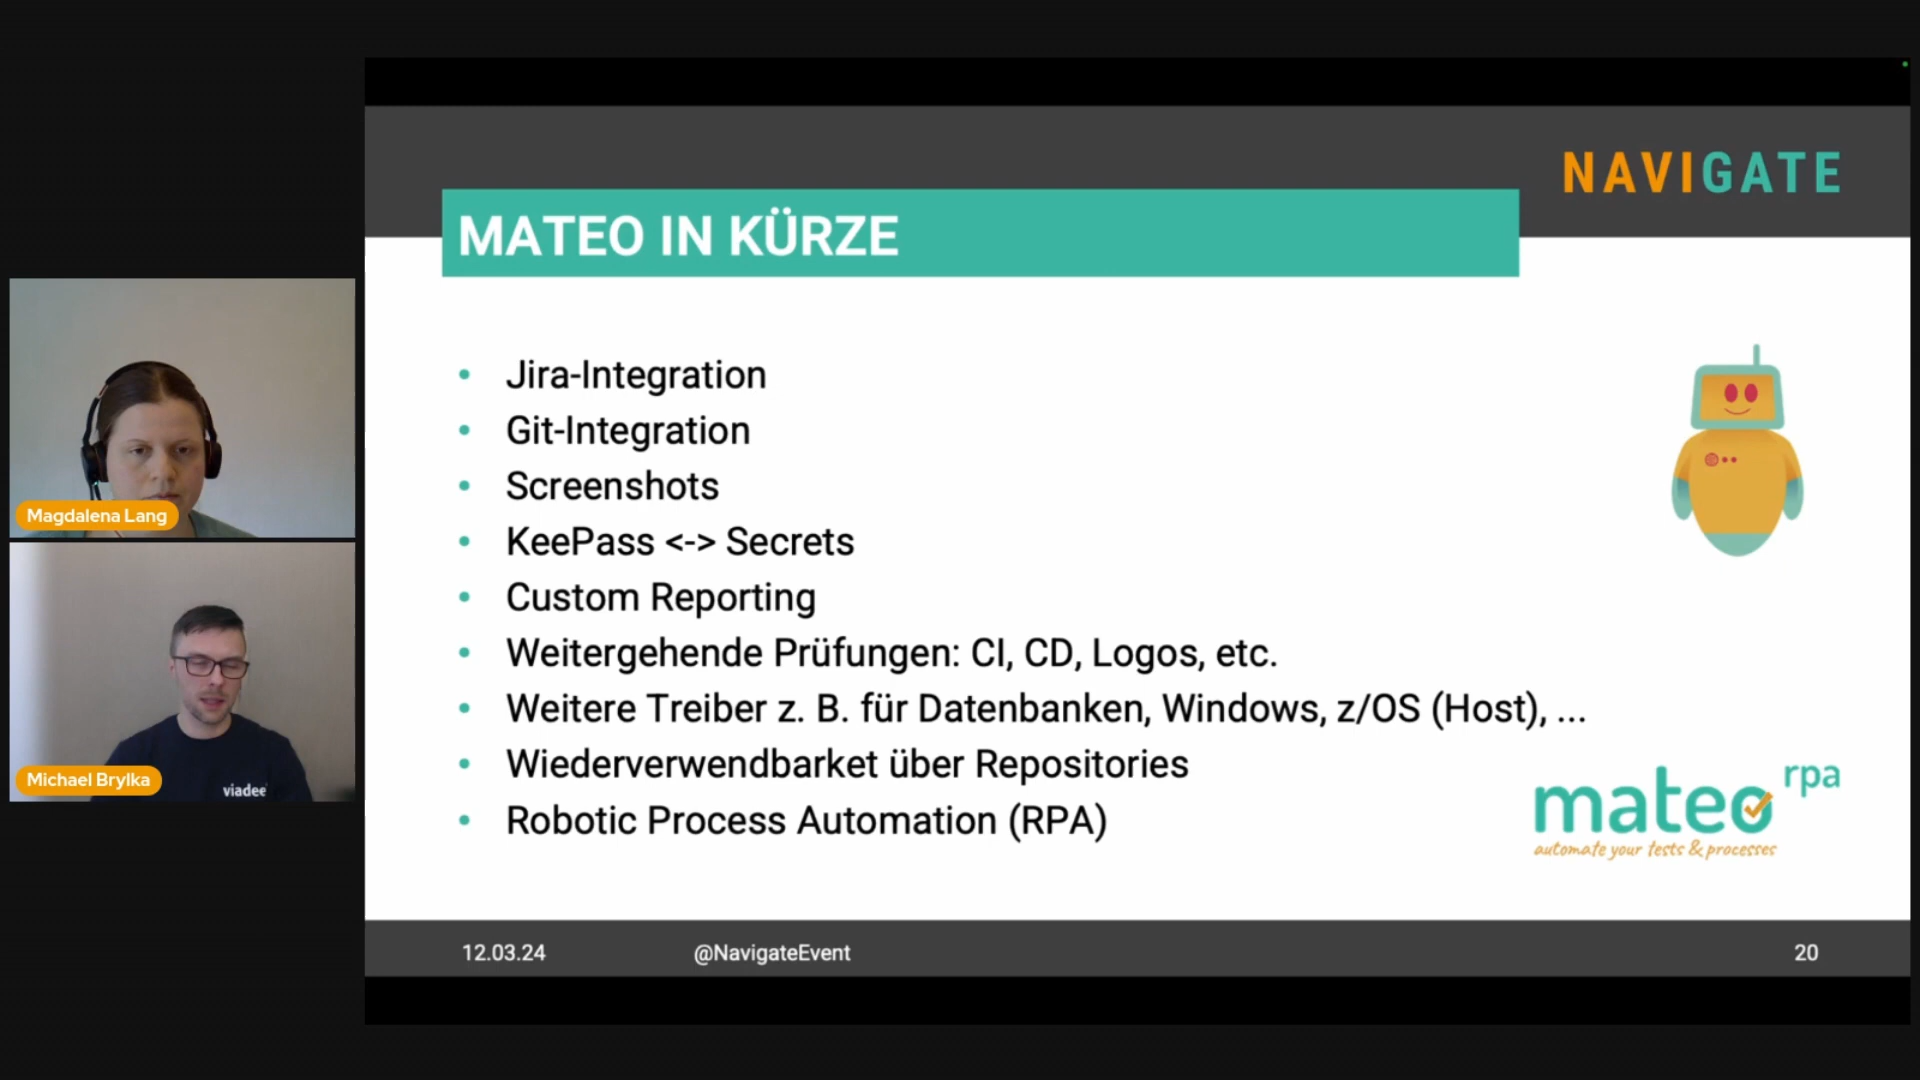 NAVIGATE
MATEO IN KÜRZE
Jira-Integration
Git-Integration
Screenshots
KeePass <-> Secrets
Custom Reporting
Weitergehende Prüfungen: CI, CD, Logos, etc.
Weitere Treiber z. B. für Datenbanken, Windows, z/OS (Host), ...
Wiederverwendbarket über Repositories
Robotic Process Automation (RPA)
mateo rpa
automate your tests & processes
12.03.24 @NavigateEvent 20
Magdalena Lang
viadee
Michael Brylka